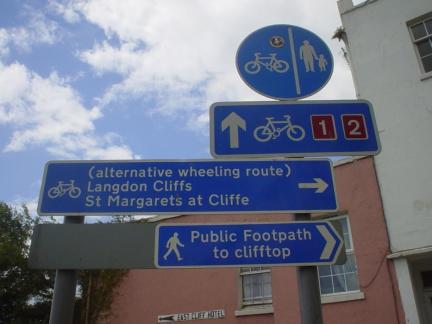 1 2
(alternative wheeling route)
Langdon Cliffs
St Margarets at Cliffe
Public Footpath
to clifftop
EAST CLIFF HOTEL